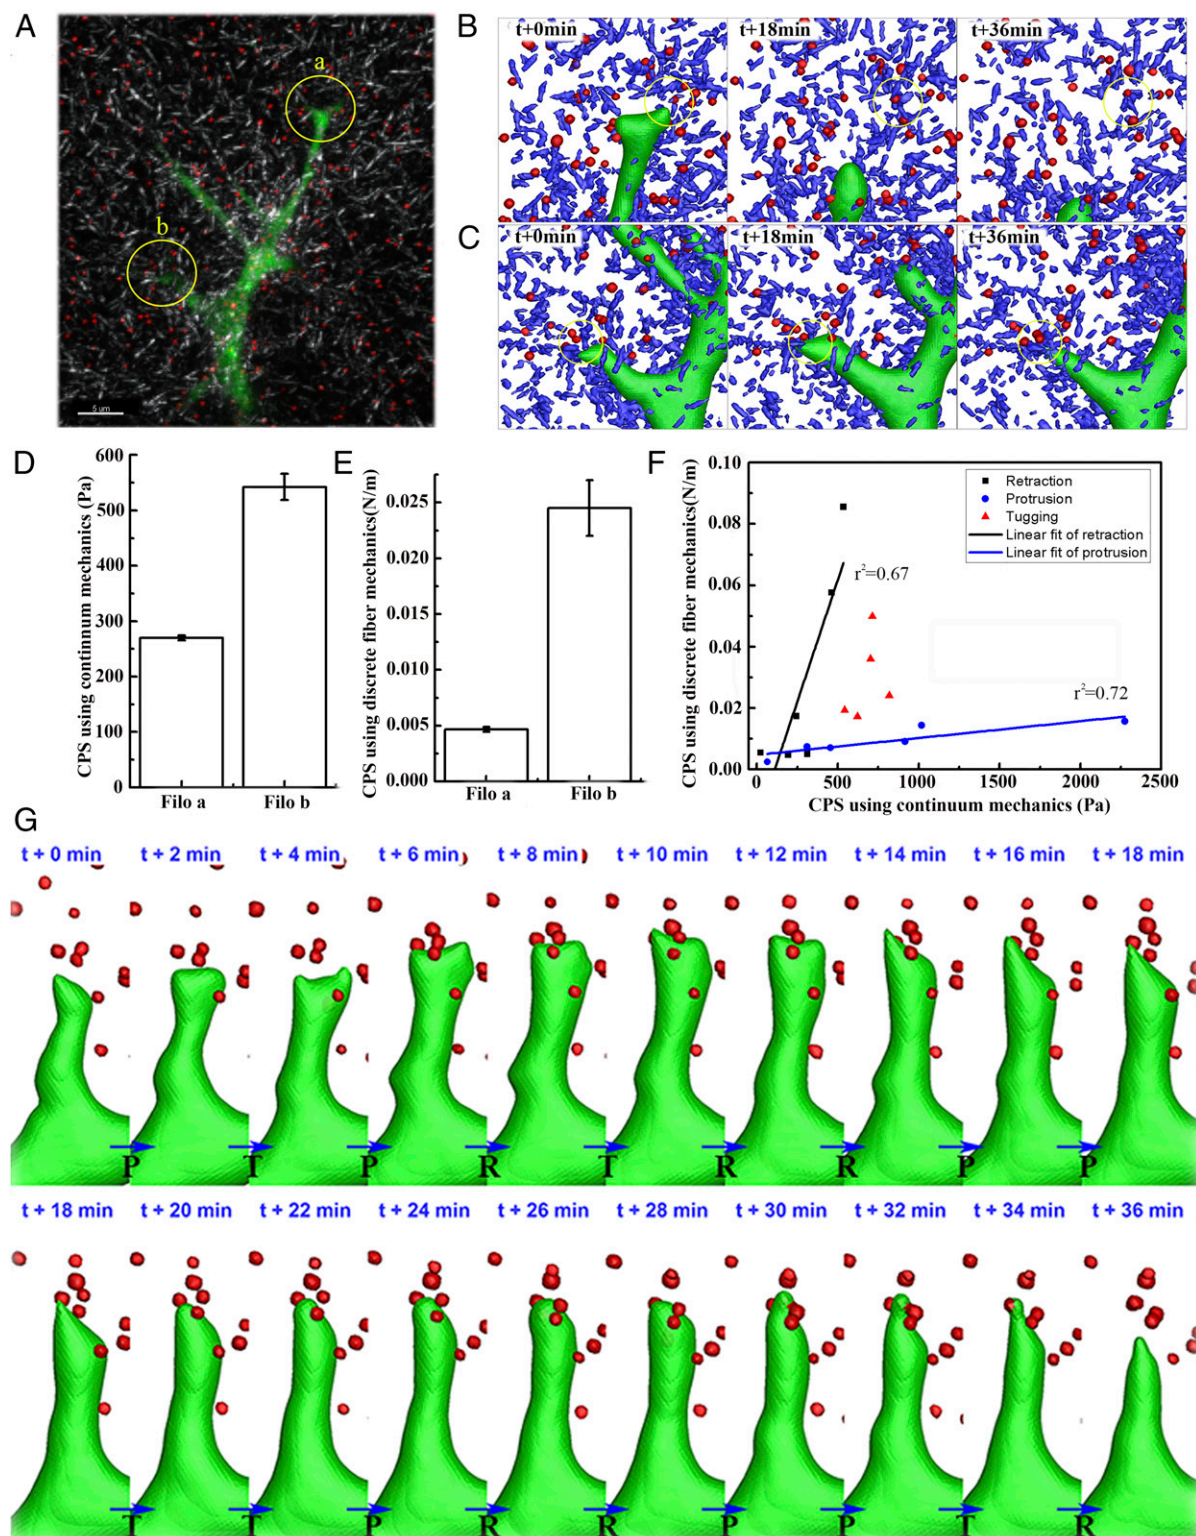 A
a
b
5 µm
B
t+0min
t+18min
t+36min
C
t+0min
t+18min
t+36min
D
CPS using continnum mechanics (Pa)
600
500
400
300
200
100
0
Filo a
Filo b
E
CPS using discrete fiber mechanics(N/m)
0.025
0.020
0.015
0.010
0.005
0.000
Filo a
Filo b
F
CPS using discrete fiber mechanics(N/m)
0.10
0.08
0.06
0.04
0.02
0.00
Retraction
Protrusion
Tugging
Linear fit of retraction
Linear fit of protrusion
r²=0.67
r²=0.72
0 500 1000 1500 2000 2500
CPS using continuum mechanics (Pa)
G
t + 0 min t + 2 min t + 4 min t + 6 min t + 8 min t + 10 min t + 12 min t + 14 min t + 16 min t + 18 min
P T P R T R R P P
t + 18 min t + 20 min t + 22 min t + 24 min t + 26 min t + 28 min t + 30 min t + 32 min t + 34 min t + 36 min
T T P R R P P T R